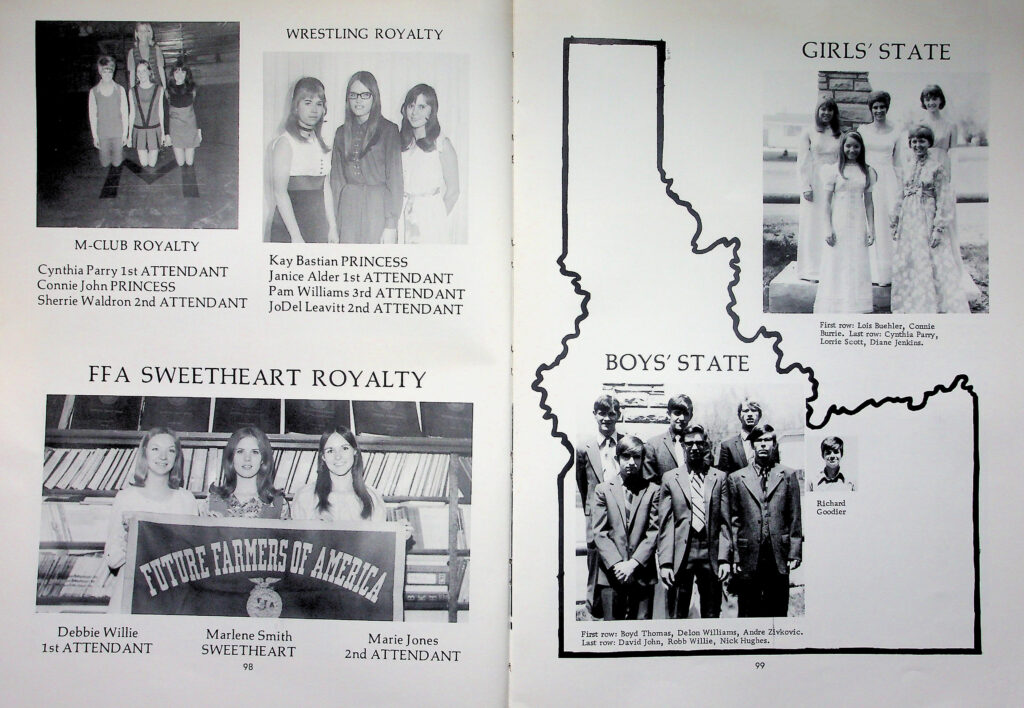 M-CLUB ROYALTY
Cynthia Parry 1st ATTENDANT
Connie John PRINCESS
Sherrie Waldron 2nd ATTENDANT
WRESTLING ROYALTY
Kay Bastian PRINCESS
Janice Alder 1st ATTENDANT
Pam Williams 3rd ATTENDANT
JoDel Leavitt 2nd ATTENDANT
FFA SWEETHEART ROYALTY
FUTURE FARMERS OF AMERICA
FFA
Debbie Willie
1st ATTENDANT
Marlene Smith
SWEETHEART
Marie Jones
2nd ATTENDANT
98
GIRLS' STATE
First row: Lois Buehler, Connie
Burrie. Last row: Cynthia Parry,
Lorrie Scott, Diane Jenkins.
BOYS' STATE
Richard
Goodier
First row: Boyd Thomas, Delon Williams, Andre Zivkovic.
Last row: David John, Robb Willie, Nick Hughes.
99